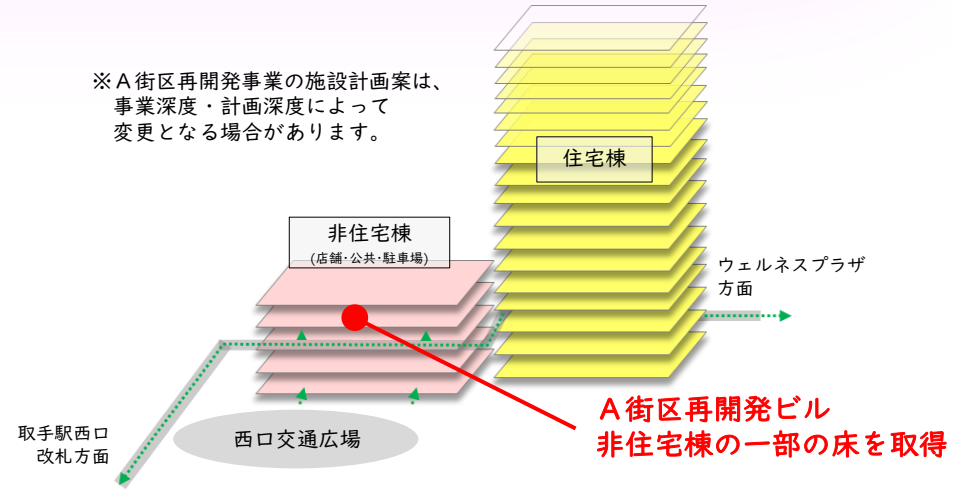 ※Ａ街区再開発事業の施設計画案は、
事業深度・計画深度によって
変更となる場合があります。
住宅棟
非住宅棟
(店舗･公共･駐車場)
ウェルネスプラザ
方面
Ａ街区再開発ビル
非住宅棟の一部の床を取得
取手駅西口
改札方面
西口交通広場